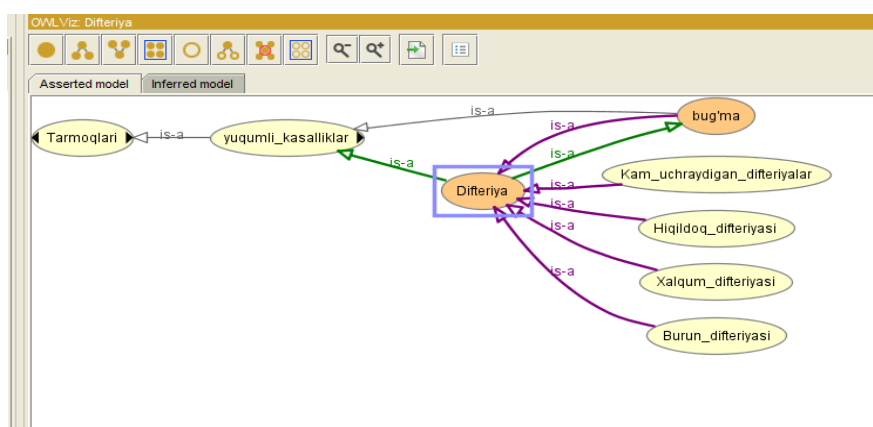 OWLViz: Difteriya
Asserted model
Inferred model
is-a
bug'ma
is-a
Tarmoqlari
is-a
yuqumli_kasalliklar
is-a
is-a
Kam_uchraydigan_difteriyalar
Difteriya
is-a
is-a
Hiqildoq_difteriyasi
is-a
is-a
Xalqum_difteriyasi
Burun_difteriyasi